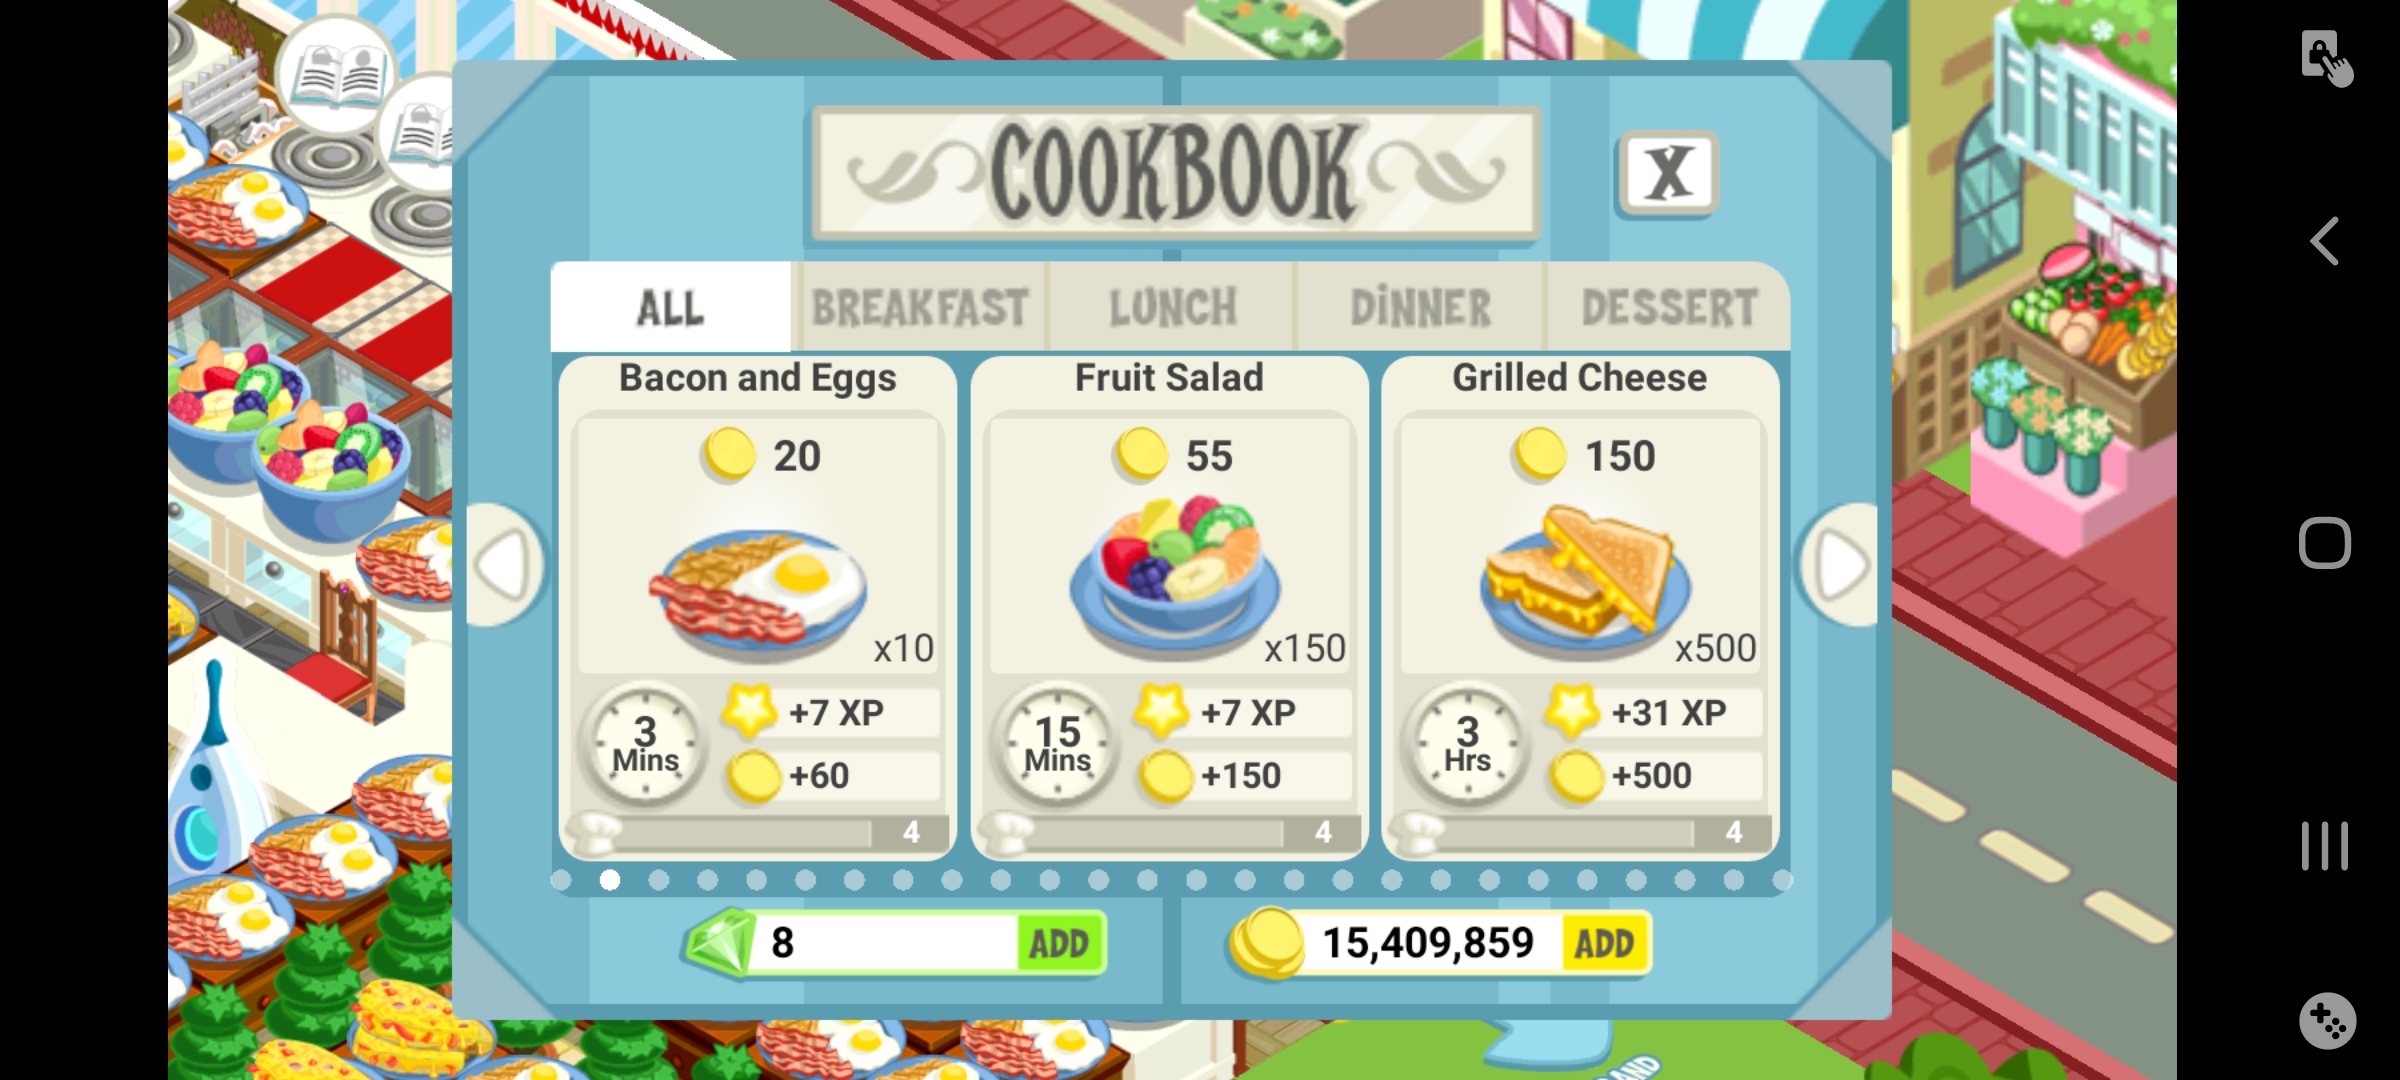 COOKBOOK
X
ALL
BREAKFAST
LUNCH
DINNER
DESSERT
Bacon and Eggs
20
x10
3
Mins
+7 XP
+60
4
Fruit Salad
55
x150
15
Mins
+7 XP
+150
4
Grilled Cheese
150
x500
3
Hrs
+31 XP
+500
4
8
ADD
15,409,859
ADD